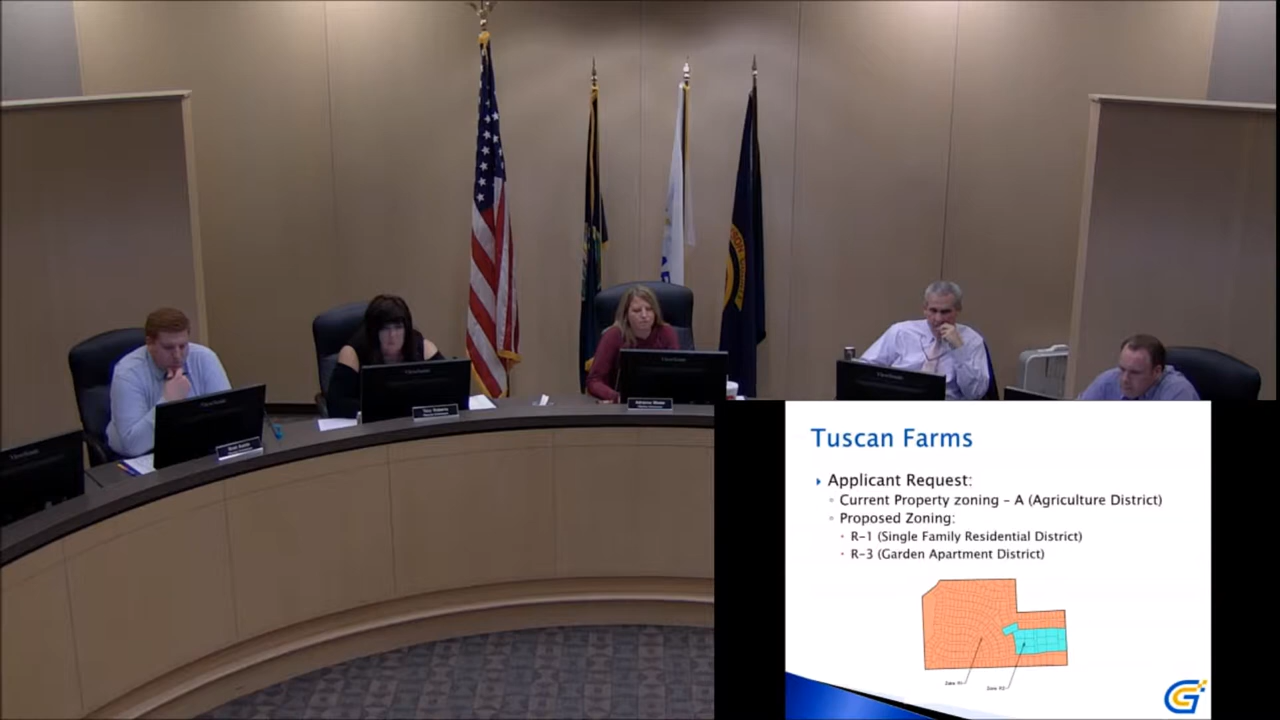 Tuscan Farms
Applicant Request:
Current Property zoning – A (Agriculture District)
Proposed Zoning:
R-1 (Single Family Residential District)
R-3 (Garden Apartment District)